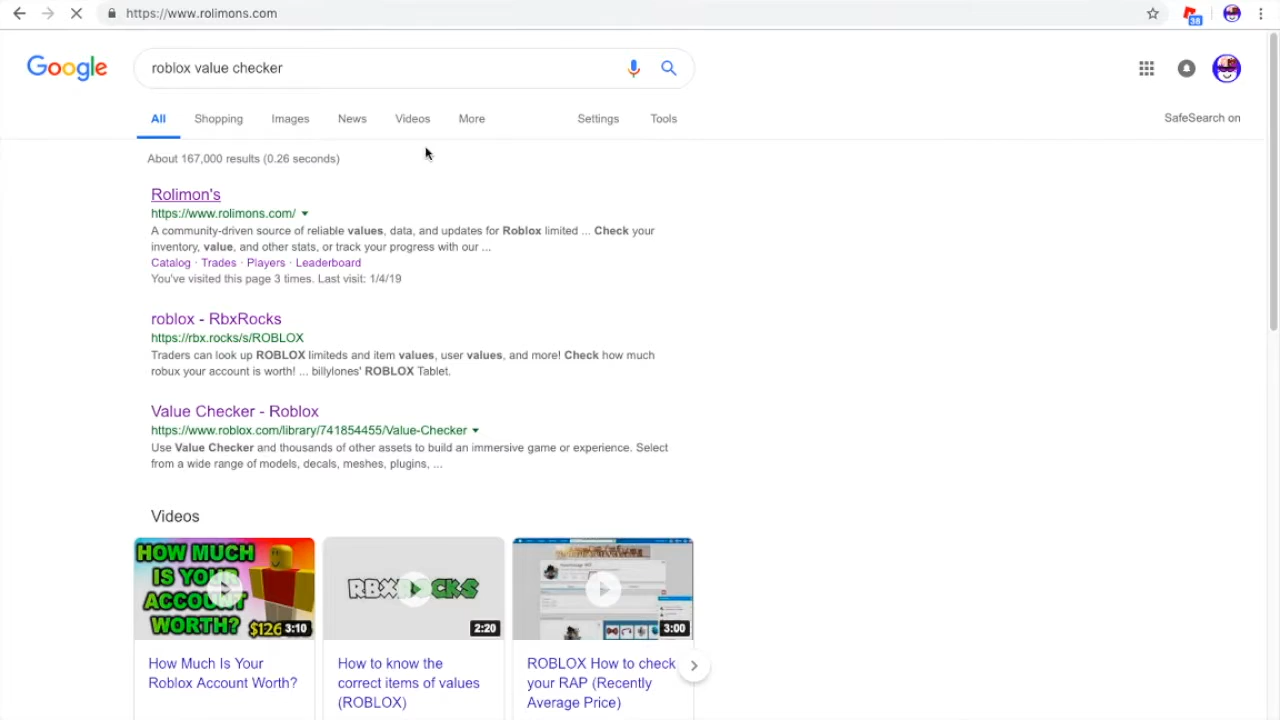 https://www.rolimons.com
38
Google
roblox value checker
All Shopping Images News Videos More Settings Tools
SafeSearch on
About 167,000 results (0.26 seconds)
Rolimon's
https://www.rolimons.com/
A community-driven source of reliable values, data, and updates for Roblox limited ... Check your
inventory, value, and other stats, or track your progress with our ...
Catalog · Trades · Players · Leaderboard
You've visited this page 3 times. Last visit: 1/4/19
roblox - RbxRocks
https://rbx.rocks/s/ROBLOX
Traders can look up ROBLOX limiteds and item values, user values, and more! Check how much
robux your account is worth! ... billylones' ROBLOX Tablet.
Value Checker - Roblox
https://www.roblox.com/library/741854455/Value-Checker
Use Value Checker and thousands of other assets to build an immersive game or experience. Select
from a wide range of models, decals, meshes, plugins, ...
Videos
HOW MUCH
IS YOUR
ACCOUNT
WORTH? $126
3:10
2:20
3:00
How Much Is Your
Roblox Account Worth?
How to know the
correct items of values
(ROBLOX)
ROBLOX How to check
your RAP (Recently
Average Price)